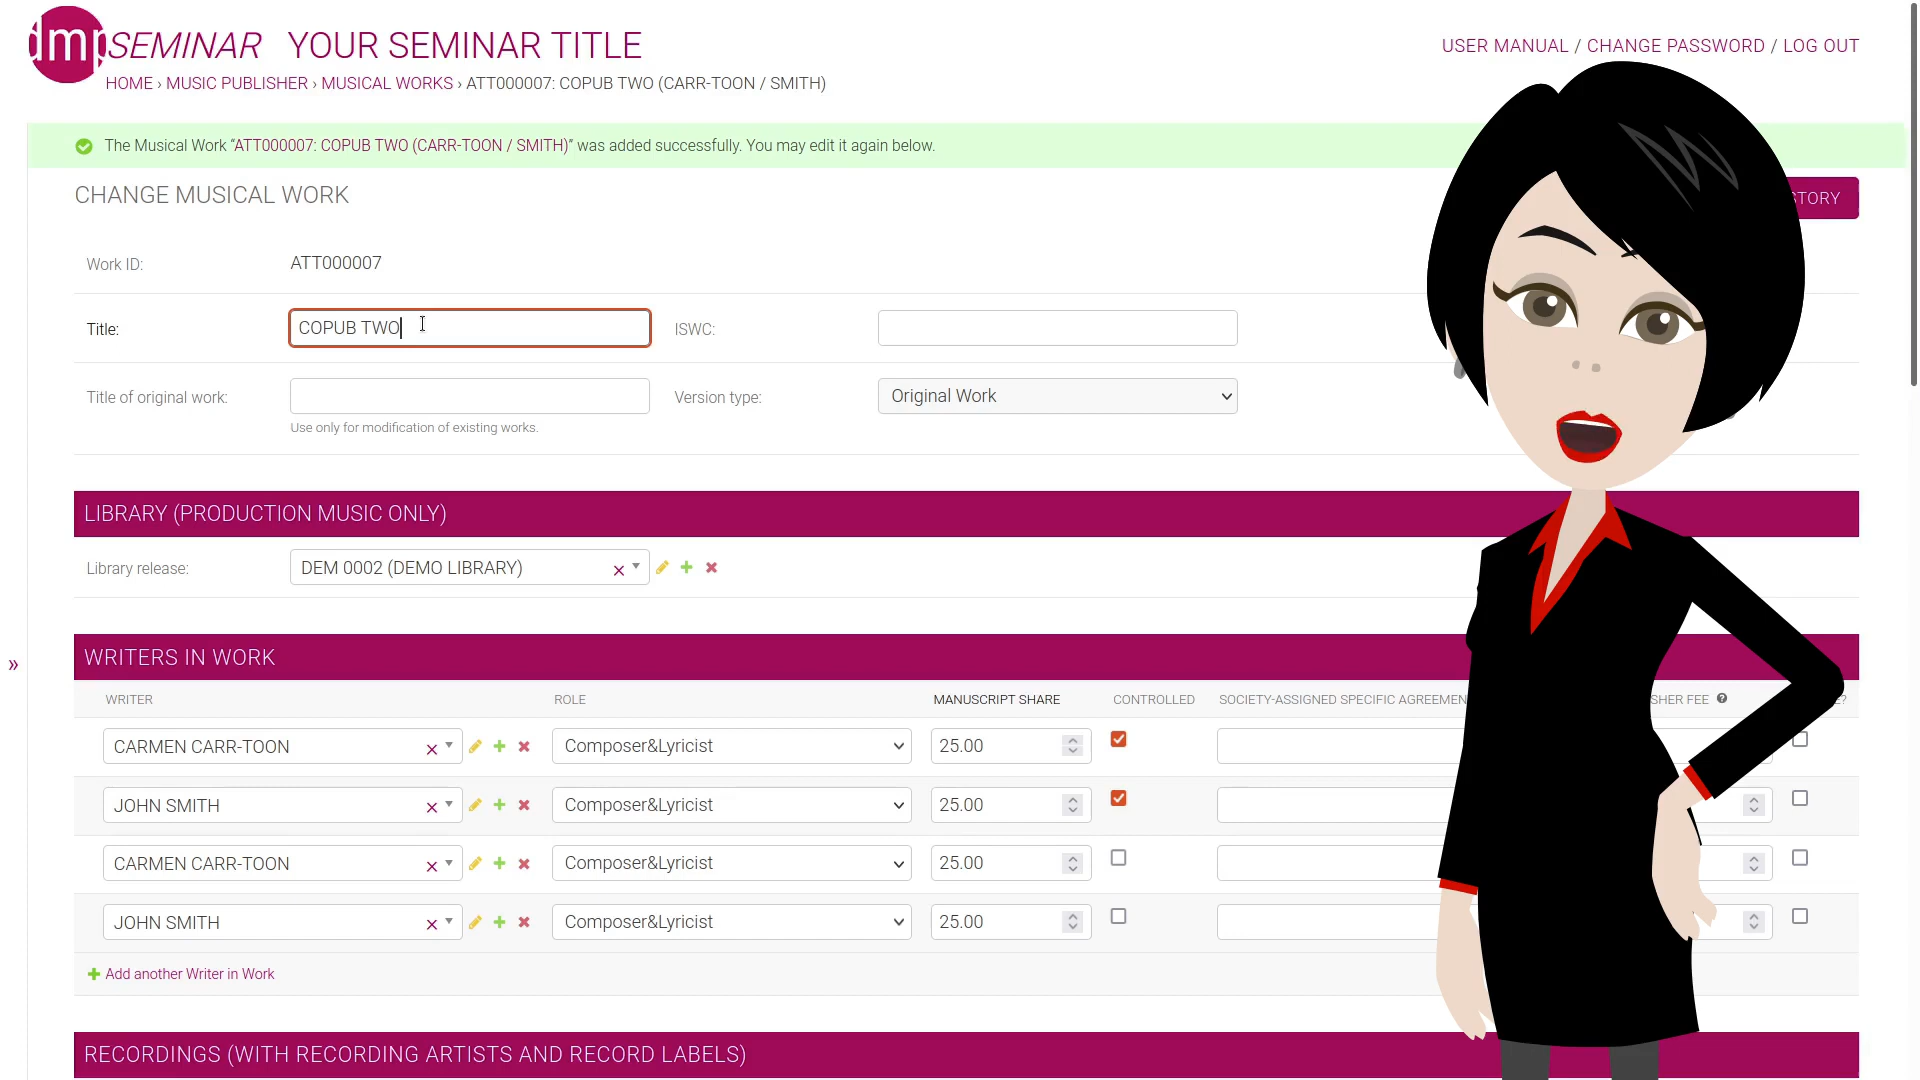 dmp SEMINAR YOUR SEMINAR TITLE
USER MANUAL / CHANGE PASSWORD / LOG OUT
HOME › MUSIC PUBLISHER › MUSICAL WORKS › ATT000007: COPUB TWO (CARR-TOON / SMITH)
The Musical Work “ATT000007: COPUB TWO (CARR-TOON / SMITH)” was added successfully. You may edit it again below.
CHANGE MUSICAL WORK
STORY
Work ID: ATT000007
Title: COPUB TWO ISWC:
Title of original work: Version type: Original Work
Use only for modification of existing works.
LIBRARY (PRODUCTION MUSIC ONLY)
Library release: DEM 0002 (DEMO LIBRARY)
»
WRITERS IN WORK
WRITER ROLE MANUSCRIPT SHARE CONTROLLED SOCIETY-ASSIGNED SPECIFIC AGREEMEN SHER FEE ?
CARMEN CARR-TOON Composer&Lyricist 25.00
JOHN SMITH Composer&Lyricist 25.00
CARMEN CARR-TOON Composer&Lyricist 25.00
JOHN SMITH Composer&Lyricist 25.00
Add another Writer in Work
RECORDINGS (WITH RECORDING ARTISTS AND RECORD LABELS)